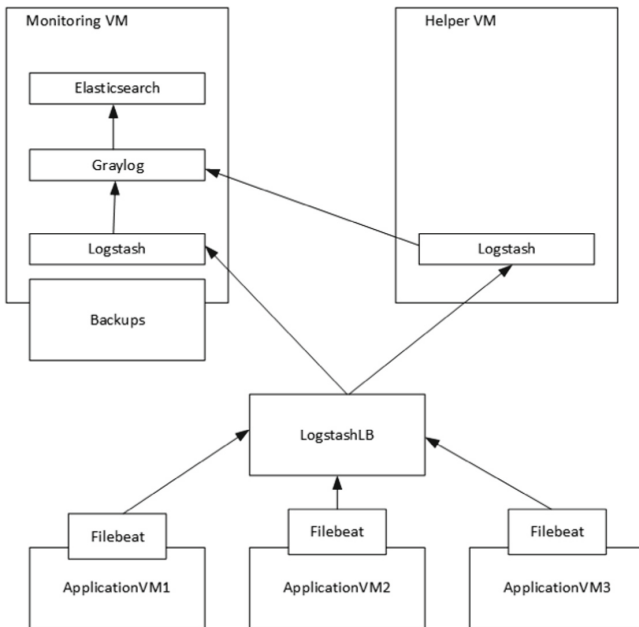 Monitoring VM
Helper VM
Elasticsearch
Graylog
Logstash
Logstash
Backups
LogstashLB
Filebeat
Filebeat
Filebeat
ApplicationVM1
ApplicationVM2
ApplicationVM3